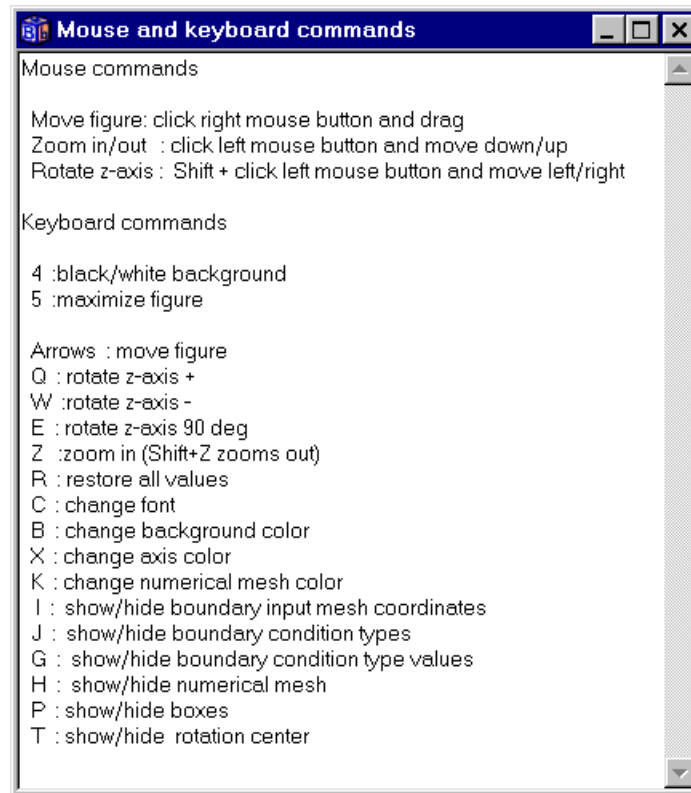 Mouse and keyboard commands
Mouse commands
Move figure: click right mouse button and drag
Zoom in/out : click left mouse button and move down/up
Rotate z-axis : Shift + click left mouse button and move left/right
Keyboard commands
4 :black/white background
5 :maximize figure
Arrows : move figure
Q : rotate z-axis +
W :rotate z-axis -
E : rotate z-axis 90 deg
Z :zoom in (Shift+Z zooms out)
R : restore all values
C : change font
B : change background color
X : change axis color
K : change numerical mesh color
I : show/hide boundary input mesh coordinates
J : show/hide boundary condition types
G : show/hide boundary condition type values
H : show/hide numerical mesh
P : show/hide boxes
T : show/hide rotation center